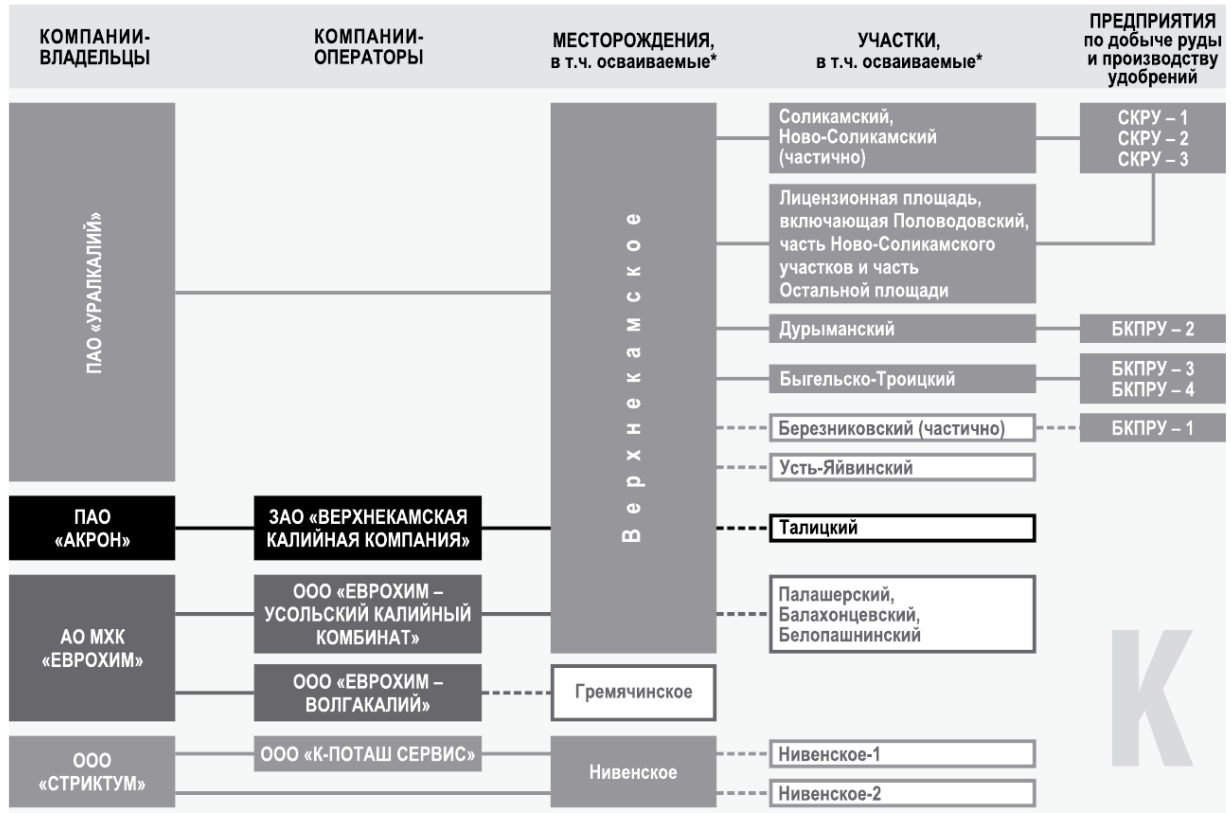 КОМПАНИИ-
ВЛАДЕЛЬЦЫ
КОМПАНИИ-
ОПЕРАТОРЫ
МЕСТОРОЖДЕНИЯ,
в т.ч. осваиваемые*
УЧАСТКИ,
в т.ч. осваиваемые*
ПРЕДПРИЯТИЯ
по добыче руды
и производству
удобрений
ПАО «УРАЛКАЛИЙ»
Верхнекамское
Соликамский,
Ново-Соликамский
(частично)
СКРУ – 1
СКРУ – 2
СКРУ – 3
Лицензионная площадь,
включающая Половодовский,
часть Ново-Соликамского
участков и часть
Остальной площади
Дурыманский
БКПРУ – 2
Быгельско-Троицкий
БКПРУ – 3
БКПРУ – 4
Березниковский (частично)
БКПРУ – 1
Усть-Яйвинский
ПАО
«АКРОН»
ЗАО «ВЕРХНЕКАМСКАЯ
КАЛИЙНАЯ КОМПАНИЯ»
Талицкий
АО МХК
«ЕВРОХИМ»
ООО «ЕВРОХИМ –
УСОЛЬСКИЙ КАЛИЙНЫЙ
КОМБИНАТ»
Палашерский,
Балахонцевский,
Белопашнинский
ООО «ЕВРОХИМ –
ВОЛГАКАЛИЙ»
Гремячинское
K
ООО
«СТРИКТУМ»
ООО «К-ПОТАШ СЕРВИС»
Нивенское
Нивенское-1
Нивенское-2